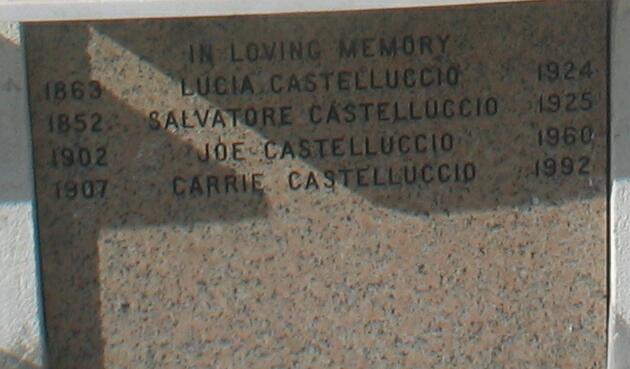 IN LOVING MEMORY
1863 LUCIA CASTELLUCCIO 1924
1852 SALVATORE CASTELLUCCIO 1925
1902 JOE CASTELLUCCIO 1960
1907 CARRIE CASTELLUCCIO 1992